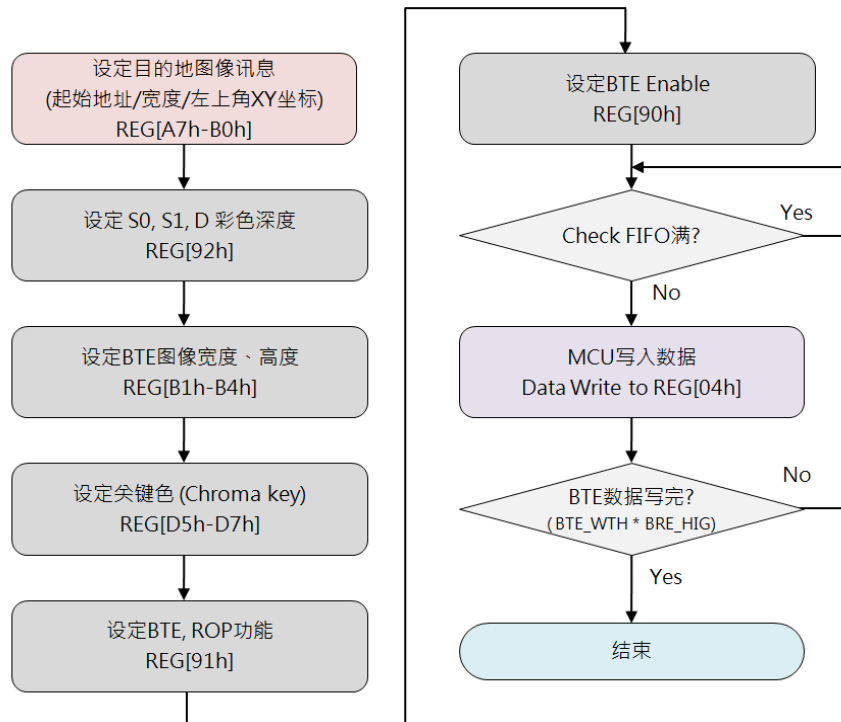 设定目的地图像讯息
(起始地址/宽度/左上角XY坐标)
REG[A7h-B0h]
设定 S0, S1, D 彩色深度
REG[92h]
设定BTE图像宽度、高度
REG[B1h-B4h]
设定关键色 (Chroma key)
REG[D5h-D7h]
设定BTE, ROP功能
REG[91h]
设定BTE Enable
REG[90h]
Check FIFO满?
Yes
No
MCU写入数据
Data Write to REG[04h]
BTE数据写完?
(BTE_WTH * BRE_HIG)
No
Yes
结束